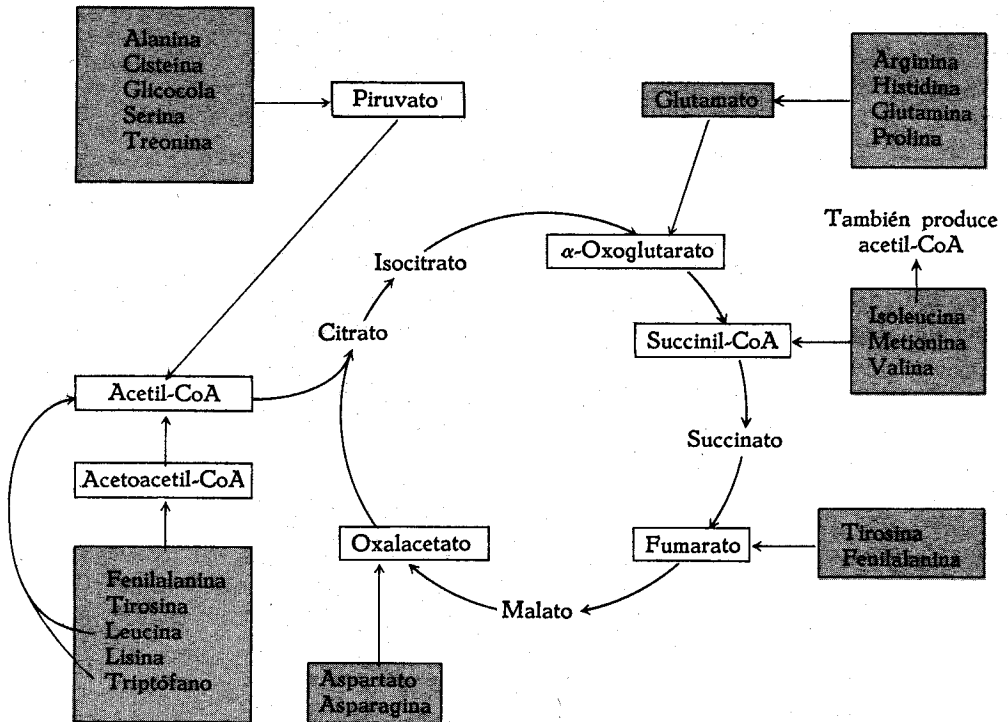 Alanina
Cisteína
Glicocola
Serina
Treonina
Piruvato
Glutamato
Arginina
Histidina
Glutamina
Prolina
También produce
acetil-CoA
Isocitrato
α-Oxoglutarato
Citrato
Succinil-CoA
Isoleucina
Metionina
Valina
Acetil-CoA
Succinato
Acetoacetil-CoA
Oxalacetato
Fumarato
Tirosina
Fenilalanina
Fenilalanina
Tirosina
Leucina
Lisina
Triptófano
Malato
Aspartato
Asparagina